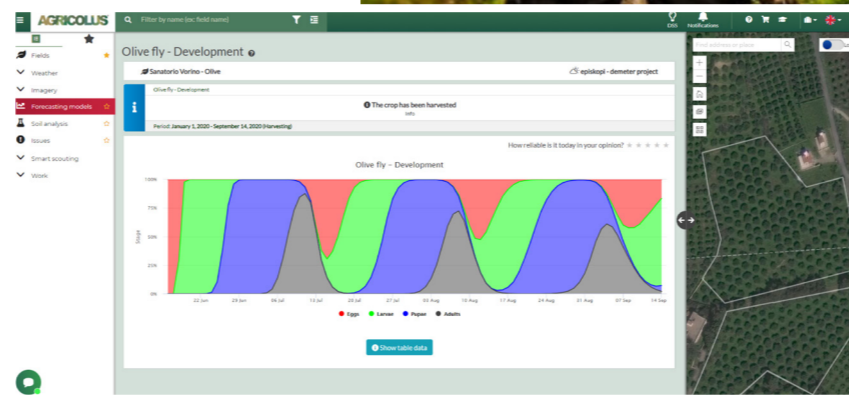 AGRICOLUS
Filter by name (ex: field name)
DSS
Notifications
Fields
Weather
Imagery
Forecasting models
Soil analysis
Issues
Smart scouting
Work
Olive fly - Development
Sanatorio Vorino - Olive
episkopi - demeter project
Olive fly - Development
The crop has been harvested
Period: January 1, 2020 - September 14, 2020 (Harvesting)
How reliable is it today in your opinion?
Olive fly – Development
Stage
100%
75%
50%
25%
0%
22 Jun
29 Jun
06 Jul
13 Jul
20 Jul
27 Jul
03 Aug
10 Aug
17 Aug
24 Aug
31 Aug
07 Sep
14 Sep
Eggs
Larvae
Pupae
Adults
Show table data
Find address or place